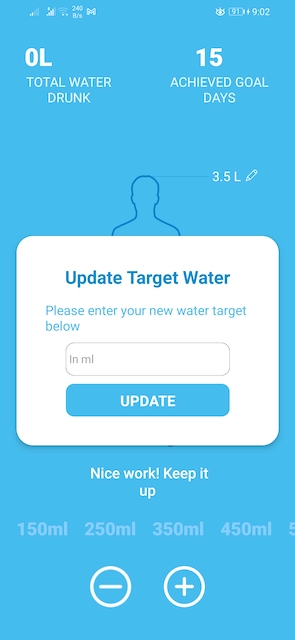 240
B/s
91
9:02
0L
15
TOTAL WATER
DRUNK
ACHIEVED GOAL
DAYS
3.5 L
Update Target Water
Please enter your new water target
below
In ml
UPDATE
Nice work! Keep it
up
150ml 250ml 350ml 450ml